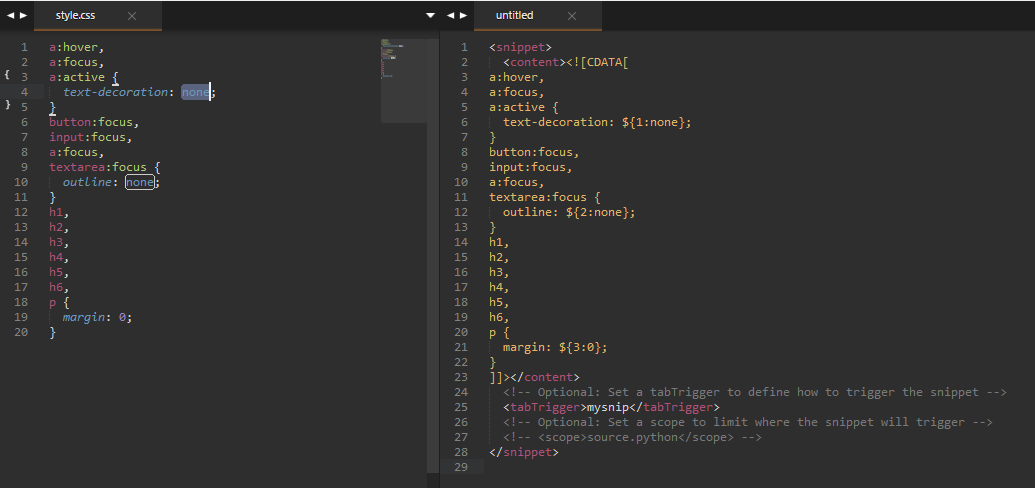 style.css
1 a:hover,
2 a:focus,
3 a:active {
4 text-decoration: none;
5 }
6 button:focus,
7 input:focus,
8 a:focus,
9 textarea:focus {
10 outline: none;
11 }
12 h1,
13 h2,
14 h3,
15 h4,
16 h5,
17 h6,
18 p {
19 margin: 0;
20 }
untitled
1 <snippet>
2 <content><![CDATA[
3 a:hover,
4 a:focus,
5 a:active {
6 text-decoration: ${1:none};
7 }
8 button:focus,
9 input:focus,
10 a:focus,
11 textarea:focus {
12 outline: ${2:none};
13 }
14 h1,
15 h2,
16 h3,
17 h4,
18 h5,
19 h6,
20 p {
21 margin: ${3:0};
22 }
23 ]]></content>
24 <!-- Optional: Set a tabTrigger to define how to trigger the snippet -->
25 <tabTrigger>mysnip</tabTrigger>
26 <!-- Optional: Set a scope to limit where the snippet will trigger -->
27 <!-- <scope>source.python</scope> -->
28 </snippet>
29